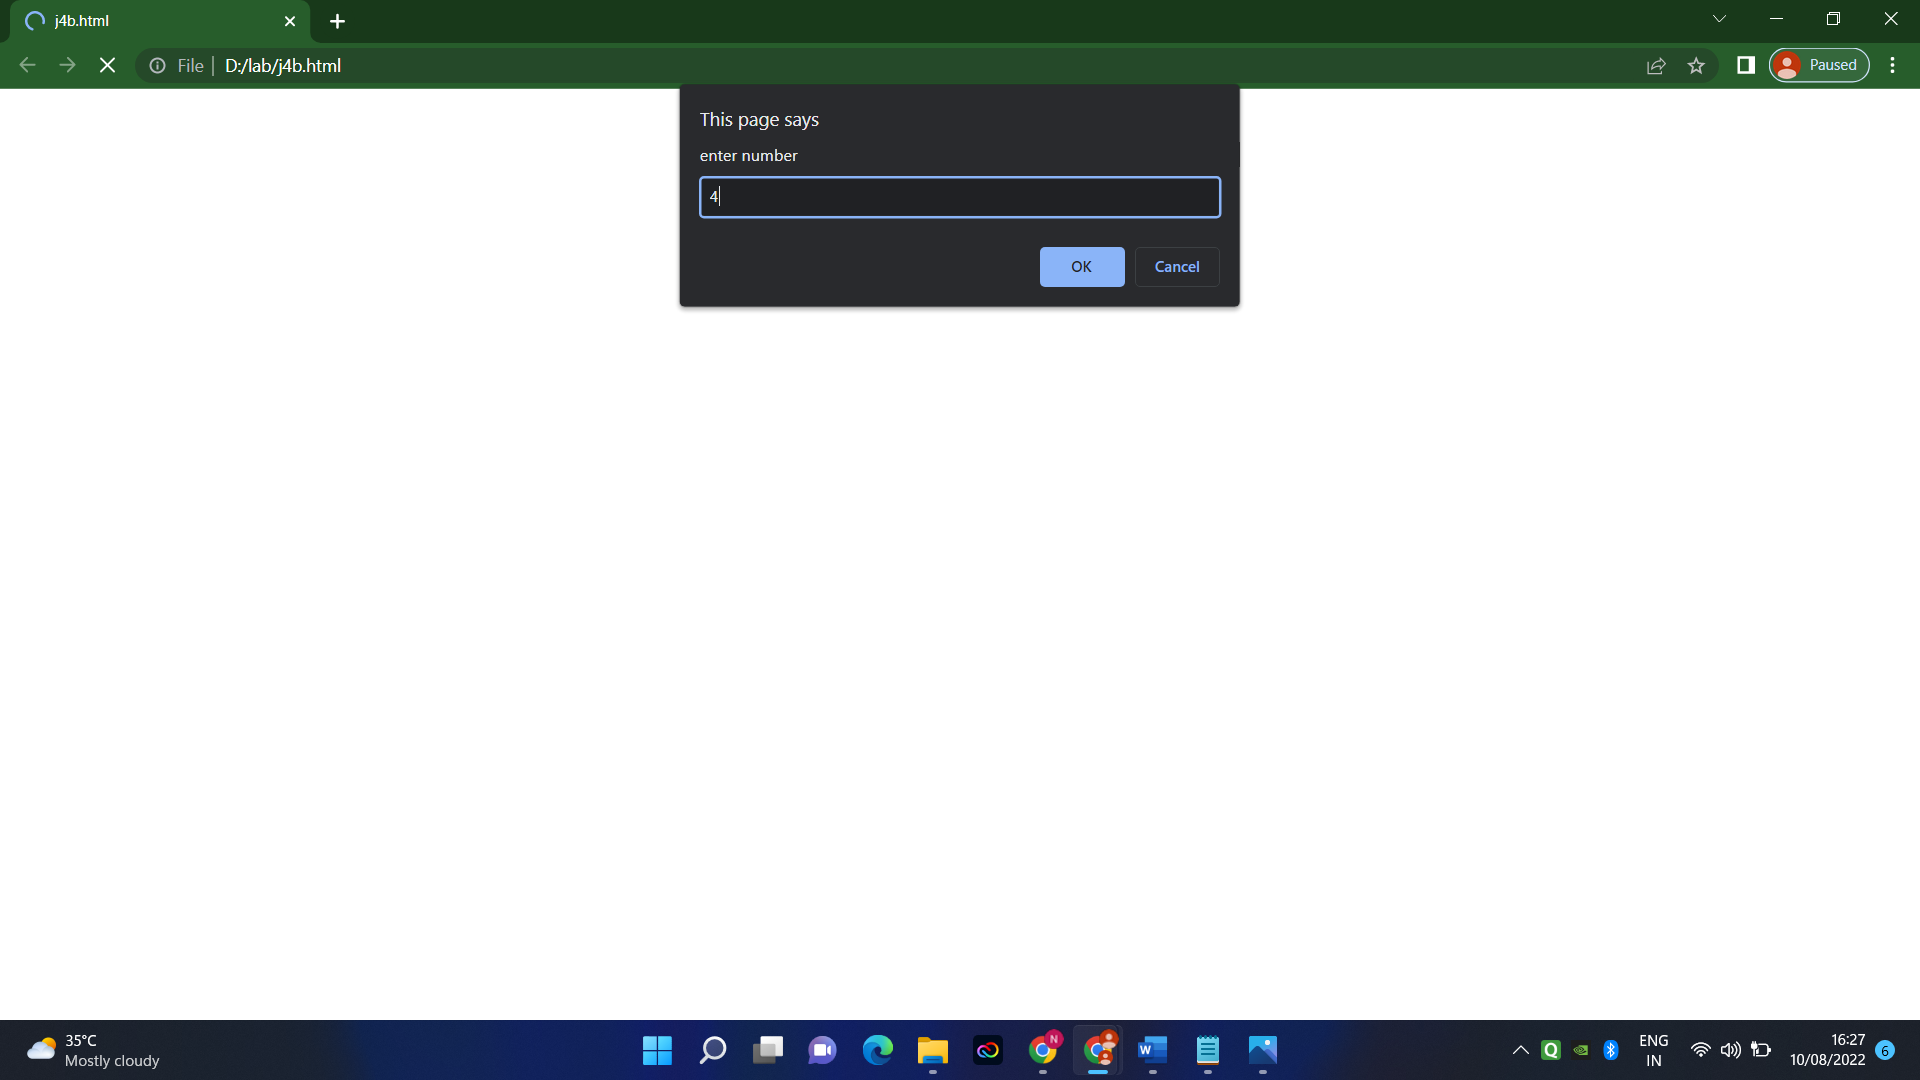 j4b.html
File
D:/lab/j4b.html
Paused
This page says
enter number
4
OK
Cancel
35°C
Mostly cloudy
N
W
Q
ENG
IN
16:27
10/08/2022
6